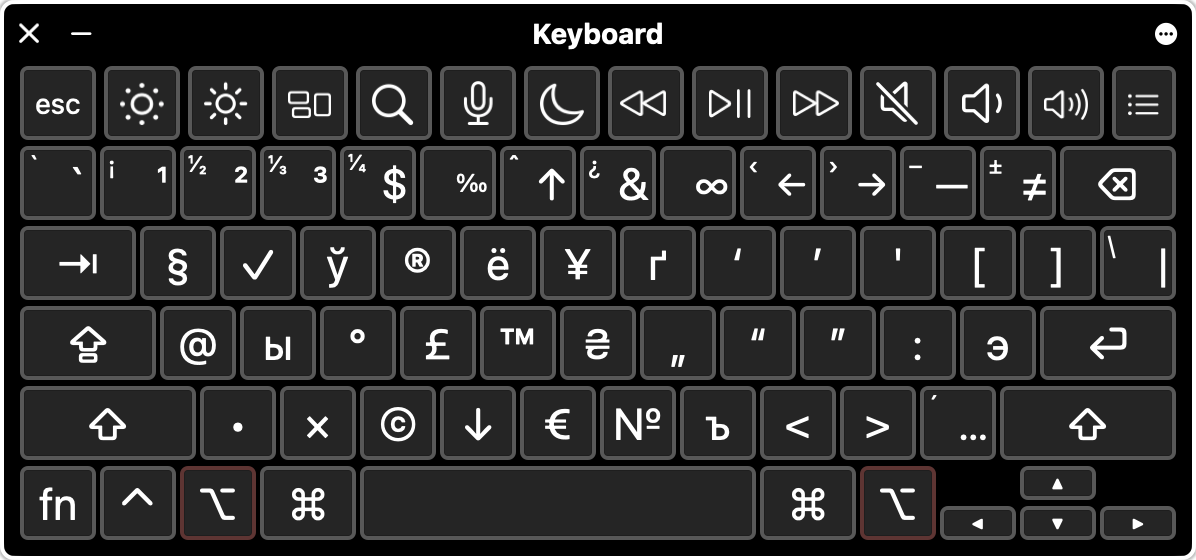 Keyboard
esc
` ` ¡ 1 ½ 2 ⅓ 3 ¼ $ ‰ ˆ ↑ ¿ & ∞ ‹ ← › → – — ± ≠
§ ✓ ў ® ё ¥ ґ ‘ ’ ' [ ] \ |
@ ы ° £ ™ ₴ „ “ ” : э
• × © ↓ € № ъ < > ´ …
fn ^ ⌥ ⌘ ⌘ ⌥